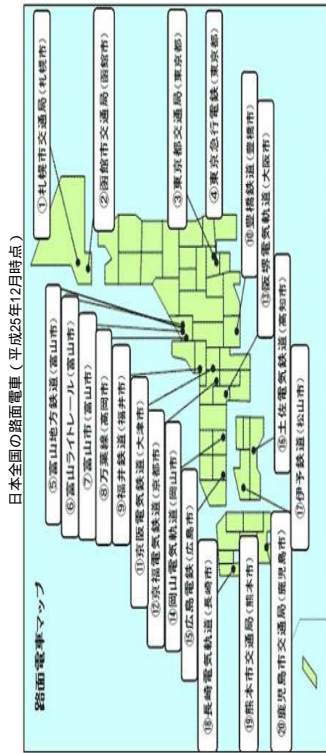 日本全国の路面電車(平成25年12月時点)
路面電車マップ
①札幌市交通局(札幌市)
②函館市交通局(函館市)
③東京都交通局(東京都)
④東京急行電鉄(東京都)
⑤富山地方鉄道(富山市)
⑥富山ライトレール(富山市)
⑦富山市(富山市)
⑧万葉線(高岡市)
⑨福井鉄道(福井市)
⑩豊橋鉄道(豊橋市)
⑪京阪電気鉄道(大津市)
⑫京福電気鉄道(京都市)
⑬阪堺電気軌道(大阪市)
⑭岡山電気軌道(岡山市)
⑮広島電鉄(広島市)
⑯土佐電気鉄道(高知市)
⑰伊予鉄道(松山市)
⑱長崎電気軌道(長崎市)
⑲熊本市交通局(熊本市)
⑳鹿児島市交通局(鹿児島市)